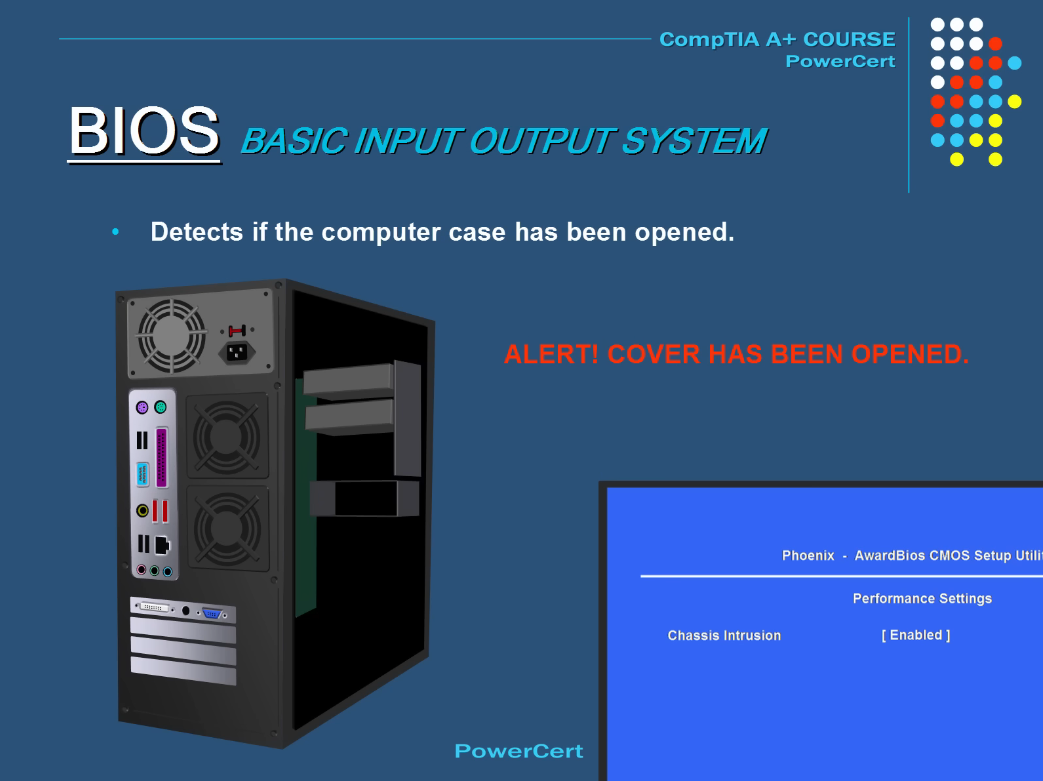 CompTIA A+ COURSE
PowerCert
BIOS BASIC INPUT OUTPUT SYSTEM
• Detects if the computer case has been opened.
ALERT! COVER HAS BEEN OPENED.
Phoenix - AwardBios CMOS Setup Utili
Performance Settings
Chassis Intrusion [ Enabled ]
PowerCert